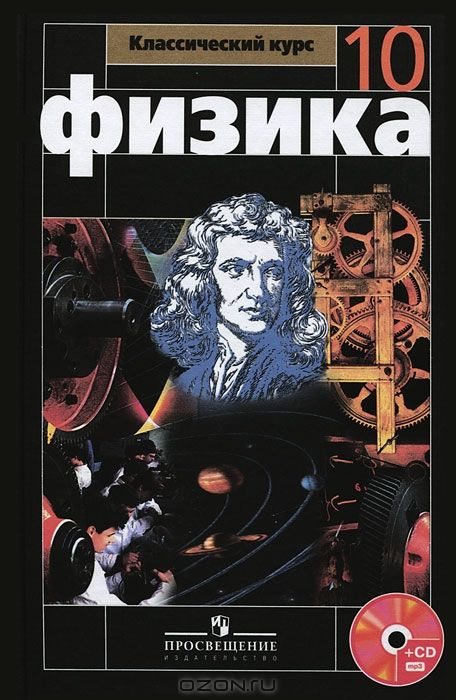 Классический курс
10
физика
ПРОСВЕЩЕНИЕ
ИЗДАТЕЛЬСТВО
+CD
mp3
ozon.ru